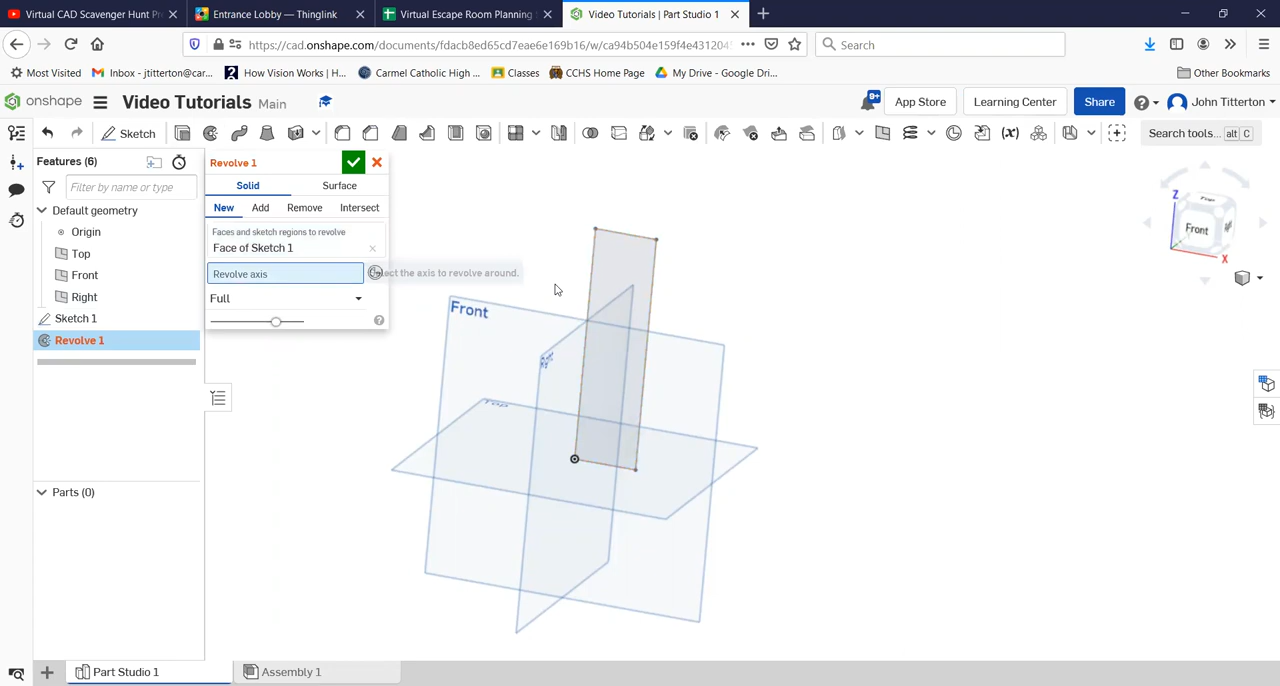 Virtual CAD Scavenger Hunt Pr
Entrance Lobby — Thinglink
Virtual Escape Room Planning
Video Tutorials | Part Studio 1
https://cad.onshape.com/documents/fdacb8ed65cd7eae6e169b16/w/ca94b504e159f4e431204
Search
Most Visited
Inbox - jtitterton@car...
How Vision Works | H...
Carmel Catholic High ...
Classes
CCHS Home Page
My Drive - Google Dri...
Other Bookmarks
onshape
Video Tutorials Main
9+
App Store
Learning Center
Share
John Titterton
Sketch
Search tools... alt C
Features (6)
Filter by name or type
Default geometry
Origin
Top
Front
Right
Sketch 1
Revolve 1
Parts (0)
Revolve 1
Solid
Surface
New
Add
Remove
Intersect
Faces and sketch regions to revolve
Face of Sketch 1
Revolve axis
ect the axis to revolve around.
Full
Front
Top
Z
Top
Front
X
Part Studio 1
Assembly 1